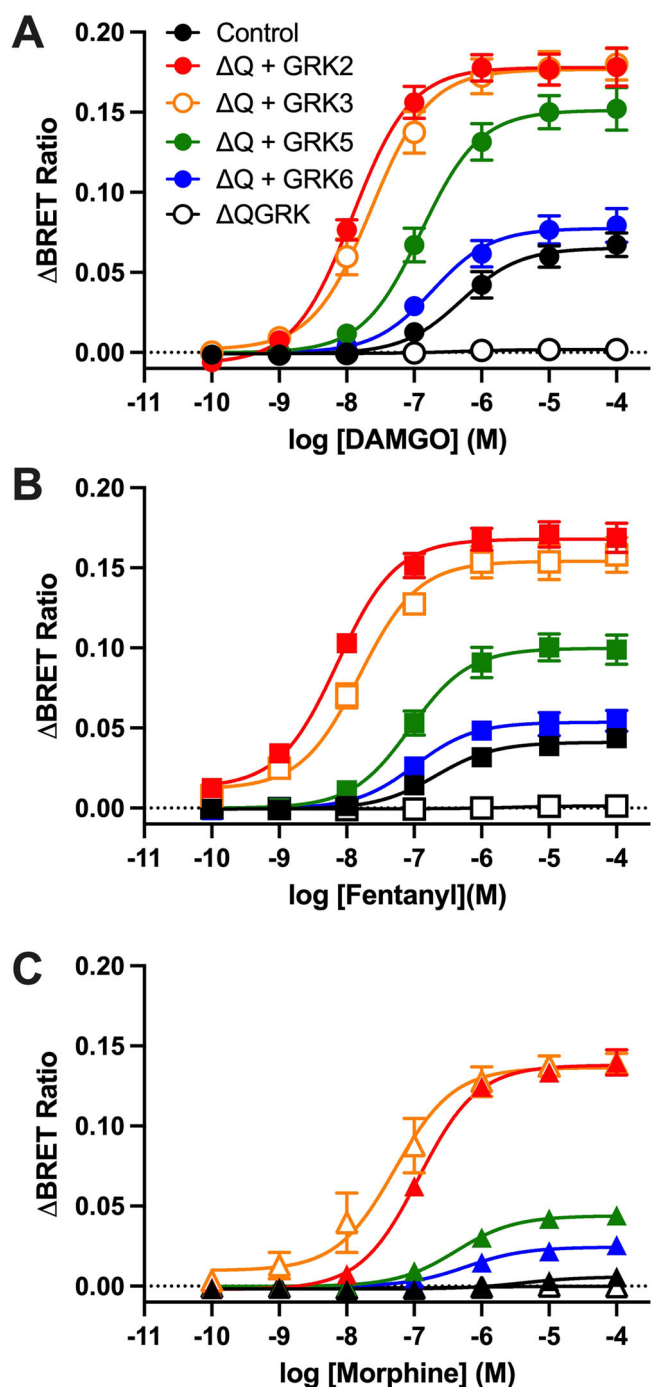 A
0.20
0.15
0.10
0.05
0.00
ΔBRET Ratio
Control
ΔQ + GRK2
ΔQ + GRK3
ΔQ + GRK5
ΔQ + GRK6
ΔQGRK
-11 -10 -9 -8 -7 -6 -5 -4
log [DAMGO] (M)
B
0.20
0.15
0.10
0.05
0.00
ΔBRET Ratio
-11 -10 -9 -8 -7 -6 -5 -4
log [Fentanyl](M)
C
0.20
0.15
0.10
0.05
0.00
ΔBRET Ratio
-11 -10 -9 -8 -7 -6 -5 -4
log [Morphine] (M)